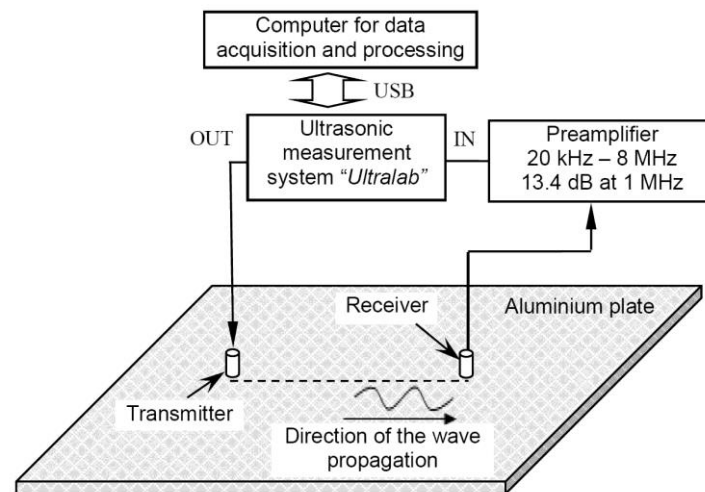 Computer for data
acquisition and processing
USB
OUT
Ultrasonic
measurement
system “Ultralab”
IN
Preamplifier
20 kHz – 8 MHz
13.4 dB at 1 MHz
Receiver
Aluminium plate
Transmitter
Direction of the wave
propagation